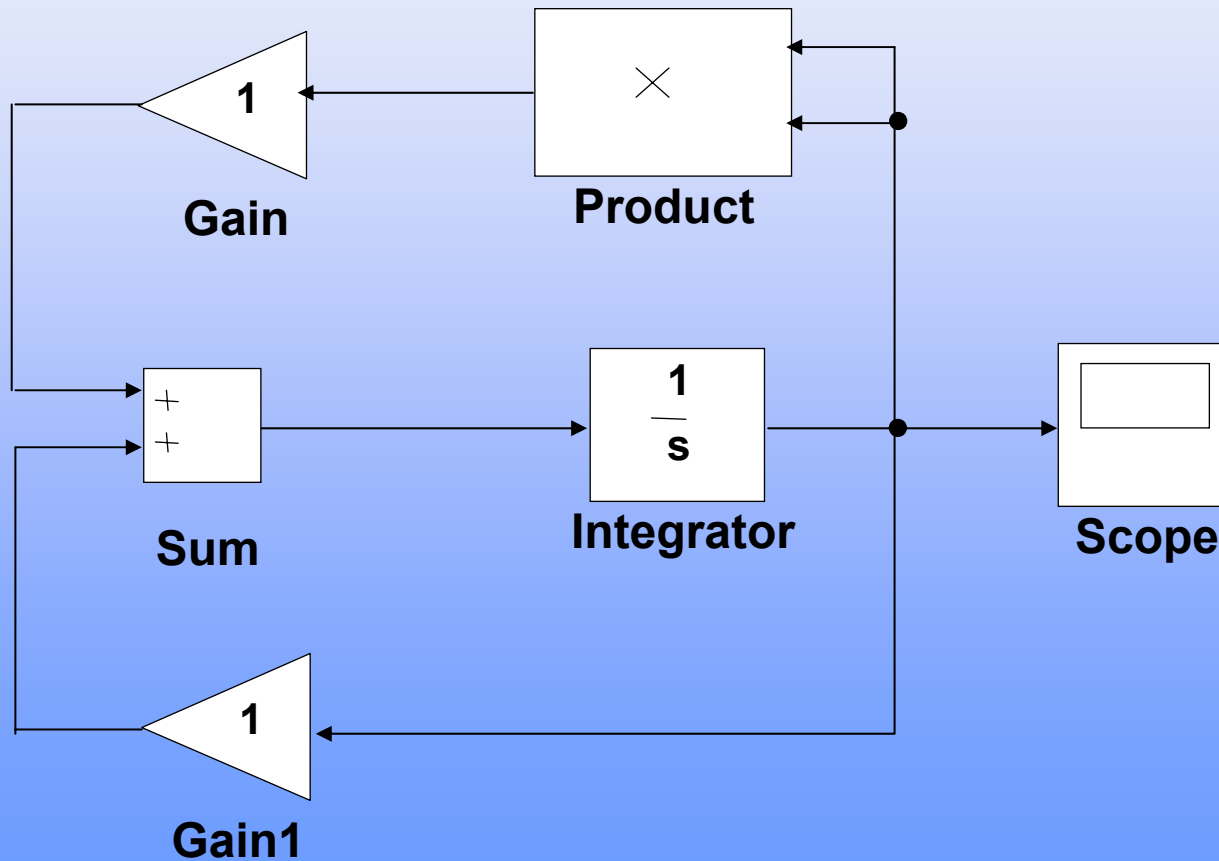 1
×
Gain
Product
+
+
1
s
Sum
Integrator
Scope
1
Gain1